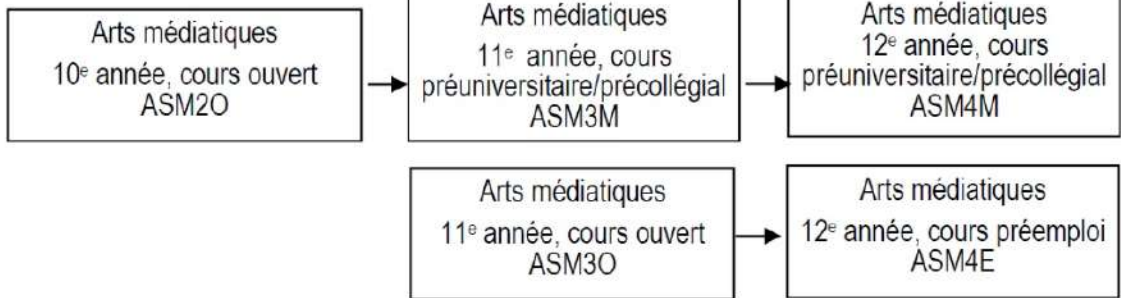 Arts médiatiques
10e année, cours ouvert
ASM2O
Arts médiatiques
11e année, cours
préuniversitaire/précollégial
ASM3M
Arts médiatiques
12e année, cours
préuniversitaire/précollégial
ASM4M
Arts médiatiques
11e année, cours ouvert
ASM3O
Arts médiatiques
12e année, cours préemploi
ASM4E